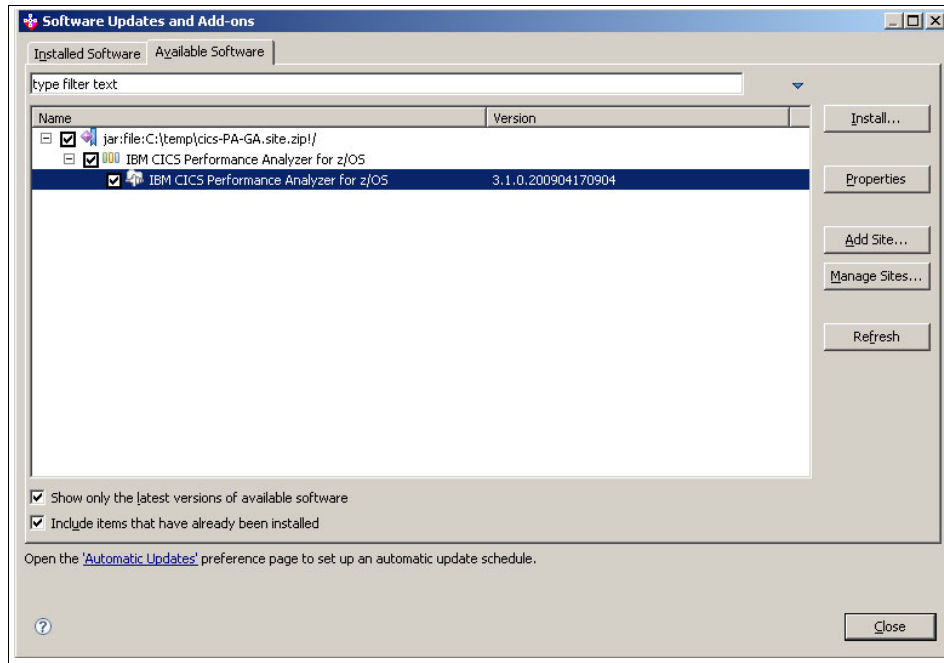 Software Updates and Add-ons
Installed Software Available Software
type filter text
Name Version
jar:file:C:\temp\cics-PA-GA.site.zip!/
IBM CICS Performance Analyzer for z/OS
IBM CICS Performance Analyzer for z/OS 3.1.0.200904170904
Install...
Properties
Add Site...
Manage Sites...
Refresh
Show only the latest versions of available software
Include items that have already been installed
Open the 'Automatic Updates' preference page to set up an automatic update schedule.
?
Close